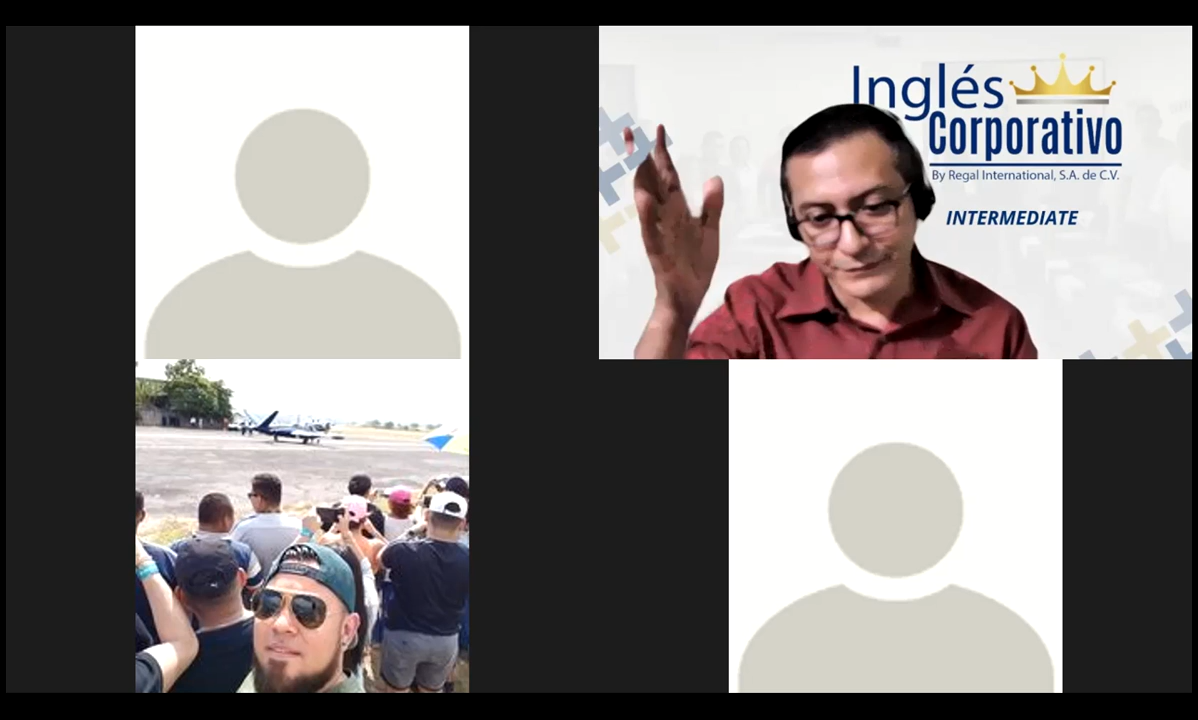 Inglés
Corporativo
By Regal International, S.A. de C.V.
INTERMEDIATE